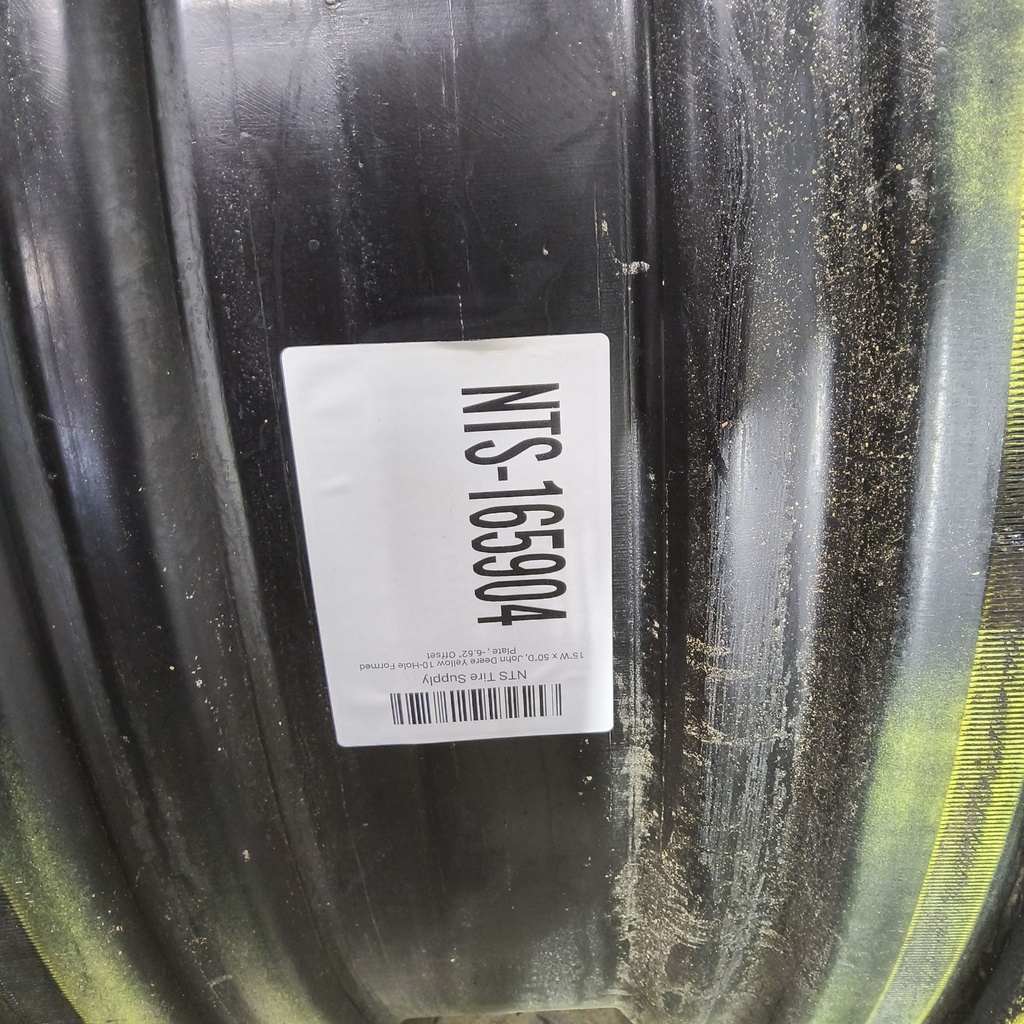 NTS-165904
NTS Tire Supply
15"W x 50"D, John Deere Yellow 10-Hole Formed
Plate , -6.62" Offset